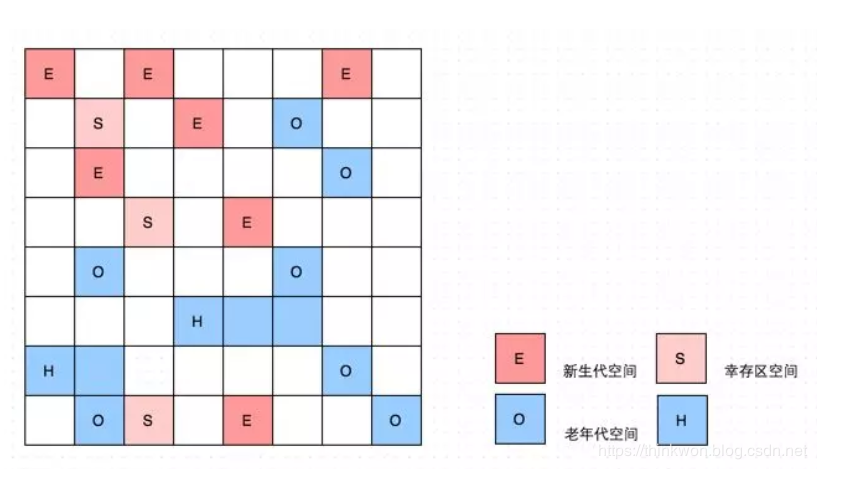 E E E
S E O
E O
S E
O O
H
H O
O S E O
E 新生代空间 S 幸存区空间
O 老年代空间 H
https://thinkwon.blog.csdn.net